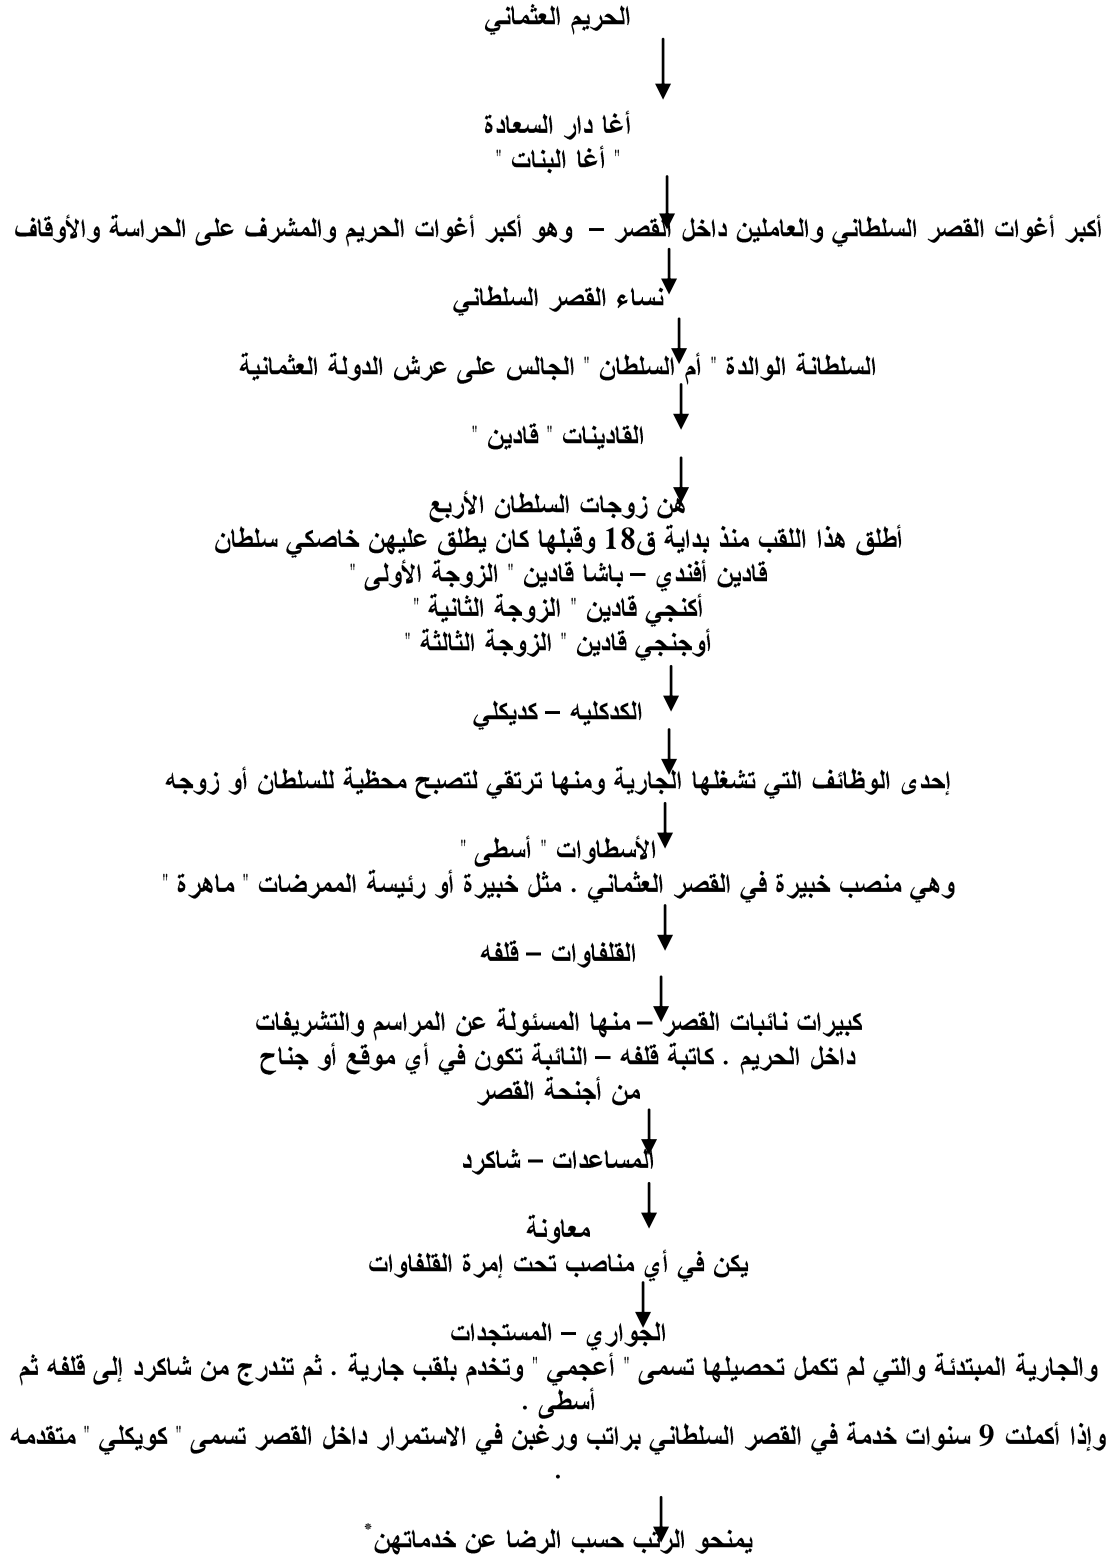 الحريم العثماني
أغا دار السعادة
" أغا البنات "
أكبر أغوات القصر السلطاني والعاملين داخل القصر – وهو أكبر أغوات الحريم والمشرف على الحراسة والأوقاف
نساء القصر السلطاني
السلطانة الوالدة " أم السلطان " الجالس على عرش الدولة العثمانية
القادينات " قادين "
هن زوجات السلطان الأربع
أطلق هذا اللقب منذ بداية ق18 وقبلها كان يطلق عليهن خاصكي سلطان
قادين أفندي – باشا قادين " الزوجة الأولى "
أكنجي قادين " الزوجة الثانية "
أوجنجي قادين " الزوجة الثالثة "
الكدكليه – كديكلي
إحدى الوظائف التي تشغلها الجارية ومنها ترتقي لتصبح محظية للسلطان أو زوجه
الأسطاوات " أسطى "
وهي منصب خبيرة في القصر العثماني . مثل خبيرة أو رئيسة الممرضات " ماهرة "
القلفاوات – قلفه
كبيرات نائبات القصر – منها المسئولة عن المراسم والتشريفات
داخل الحريم . كاتبة قلفه – النائبة تكون في أي موقع أو جناح
من أجنحة القصر
المساعدات – شاكرد
معاونة
يكن في أي مناصب تحت إمرة القلفاوات
الجواري – المستجدات
والجارية المبتدئة والتي لم تكمل تحصيلها تسمى " أعجمي " وتخدم بلقب جارية . ثم تندرج من شاكرد إلى قلفه ثم
أسطى .
وإذا أكملت 9 سنوات خدمة في القصر السلطاني براتب ورغبن في الاستمرار داخل القصر تسمى " كويكلي " متقدمه
.
يمنحو الرتب حسب الرضا عن خدماتهن*